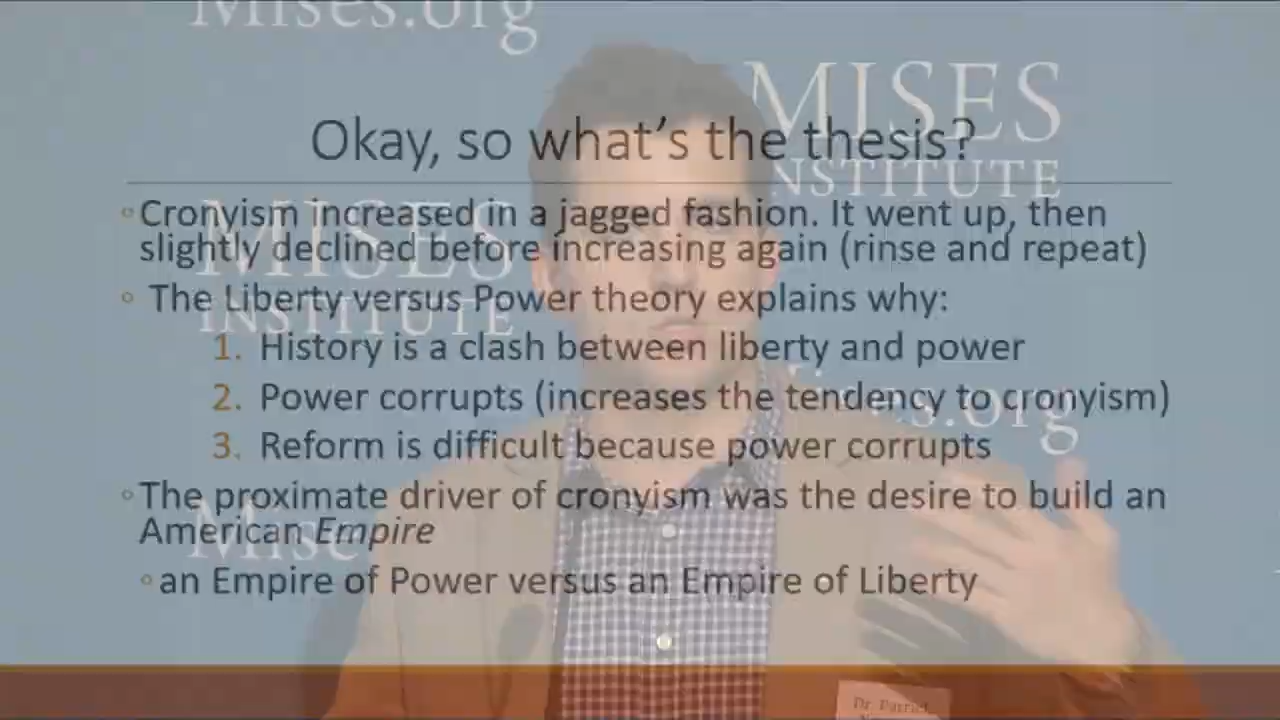 Mises.org
MISES
INSTITUTE
Okay, so what's the thesis?
Cronyism increased in a jagged fashion. It went up, then
slightly declined before increasing again (rinse and repeat)
MISES
INSTITUTE
The Liberty versus Power theory explains why:
1. History is a clash between liberty and power
2. Power corrupts (increases the tendency to cronyism)
3. Reform is difficult because power corrupts
The proximate driver of cronyism was the desire to build an
American Empire
an Empire of Power versus an Empire of Liberty
Dr. Patrick